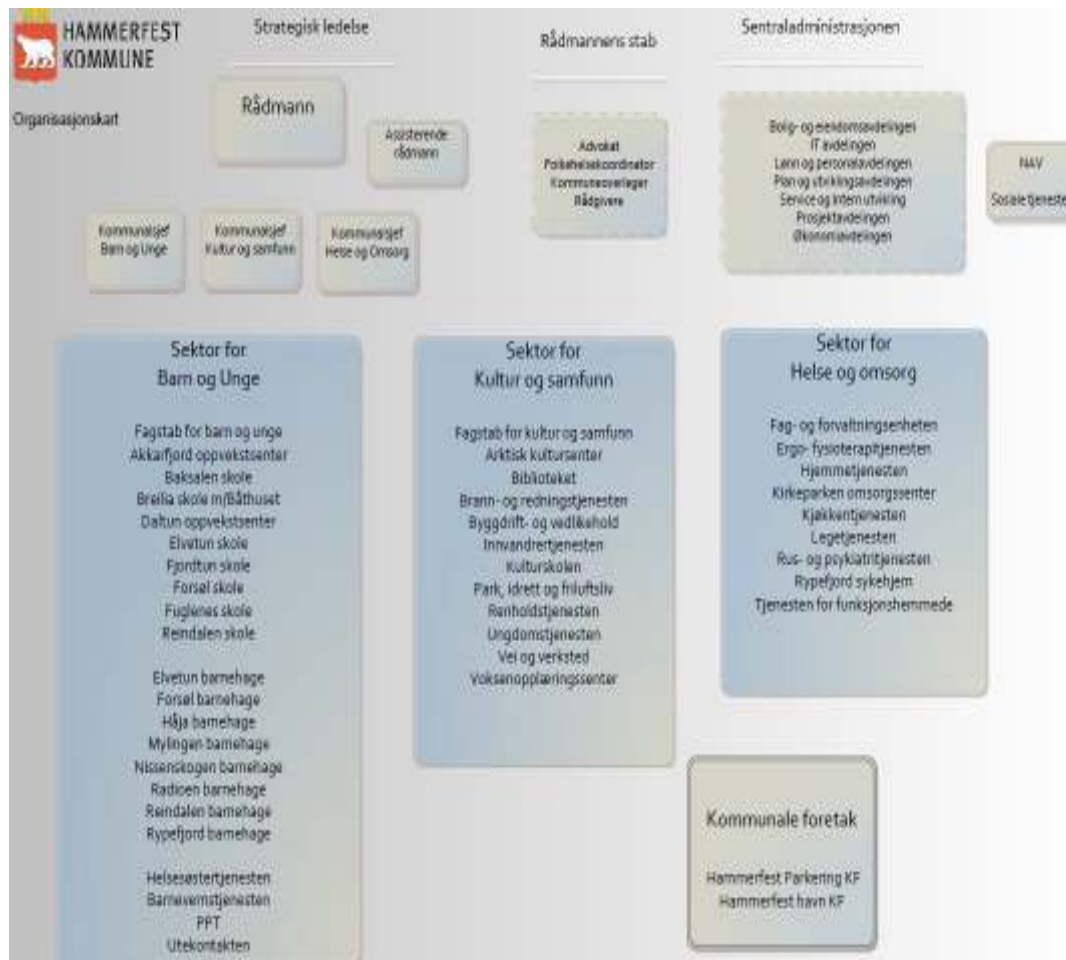 HAMMERFEST
KOMMUNE
Organisasjonskart
Strategisk ledelse
Rådmann
Assisterende
rådmann
Kommunalsjef
Barn og Unge
Kommunalsjef
Kultur og samfunn
Kommunalsjef
Helse og Omsorg
Rådmannens stab
Advokat
Folkehelsekoordinator
Kommuneoverleger
Rådgivere
Sentraladministrasjonen
Bolig- og eiendomsavdelingen
IT avdelingen
Lønn og personalavdelingen
Plan og utviklingsavdelingen
Service og intern utvikling
Prosjektavdelingen
Økonomiavdelingen
NAV
Sosiale tjeneste
Sektor for
Barn og Unge
Fagstab for barn og unge
Akkarfjord oppvekstsenter
Baksalen skole
Breilia skole m/Båthuset
Daltun oppvekstsenter
Elvetun skole
Fjordtun skole
Forsøl skole
Fuglenes skole
Reindalen skole
Elvetun barnehage
Forsøl barnehage
Håja barnehage
Mylingen barnehage
Nissenskogen barnehage
Radioen barnehage
Reindalen barnehage
Rypefjord barnehage
Helsesøstertjenesten
Barnevernstjenesten
PPT
Utekontakten
Sektor for
Kultur og samfunn
Fagstab for kultur og samfunn
Arktisk kultursenter
Biblioteket
Brann- og redningstjenesten
Byggdrift- og vedlikehold
Innvandrertjenesten
Kulturskolen
Park, idrett og friluftsliv
Renholdstjenesten
Ungdomstjenesten
Vei og verksted
Voksenopplæringssenter
Sektor for
Helse og omsorg
Fag- og forvaltningsenheten
Ergo- fysioterapitjenesten
Hjemmetjenesten
Kirkeparken omsorgssenter
Kjøkkentjenesten
Legetjenesten
Rus- og psykiatritjenesten
Rypefjord sykehjem
Tjenesten for funksjonshemmede
Kommunale foretak
Hammerfest Parkering KF
Hammerfest havn KF